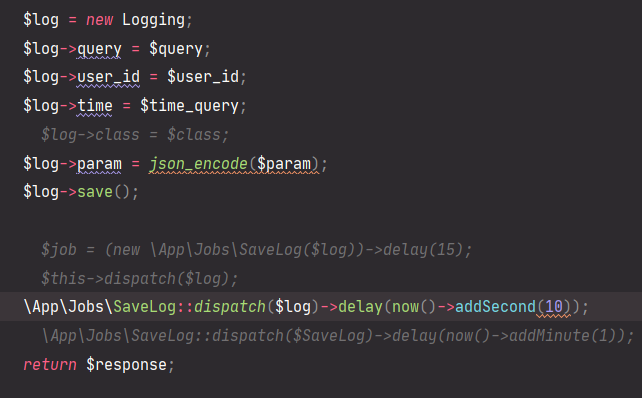 $log = new Logging;
$log->query = $query;
$log->user_id = $user_id;
$log->time = $time_query;
$log->class = $class;
$log->param = json_encode($param);
$log->save();
$job = (new \App\Jobs\SaveLog($log))->delay(15);
$this->dispatch($log);
\App\Jobs\SaveLog::dispatch($log)->delay(now()->addSecond(10));
\App\Jobs\SaveLog::dispatch($SaveLog)->delay(now()->addMinute(1));
return $response;